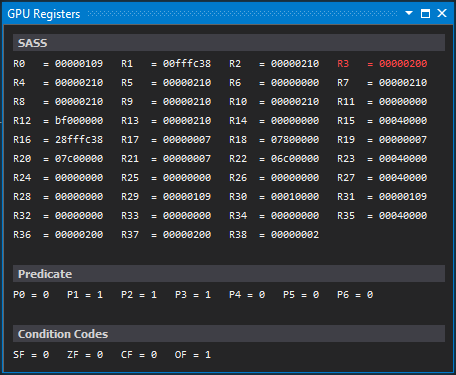 GPU Registers
SASS
R0 = 00000109 R1 = 00fffc38 R2 = 00000210 R3 = 00000200
R4 = 00000210 R5 = 00000210 R6 = 00000000 R7 = 00000210
R8 = 00000210 R9 = 00000210 R10 = 00000210 R11 = 00000000
R12 = bf000000 R13 = 00000210 R14 = 00000000 R15 = 00040000
R16 = 28fffc38 R17 = 00000007 R18 = 07800000 R19 = 00000007
R20 = 07c00000 R21 = 00000007 R22 = 06c00000 R23 = 00040000
R24 = 00000000 R25 = 00000000 R26 = 00000000 R27 = 00040000
R28 = 00000000 R29 = 00000109 R30 = 00010000 R31 = 00000109
R32 = 00000000 R33 = 00000000 R34 = 00000000 R35 = 00040000
R36 = 00000200 R37 = 00000200 R38 = 00000002
Predicate
P0 = 0 P1 = 1 P2 = 1 P3 = 1 P4 = 0 P5 = 0 P6 = 0
Condition Codes
SF = 0 ZF = 0 CF = 0 OF = 1